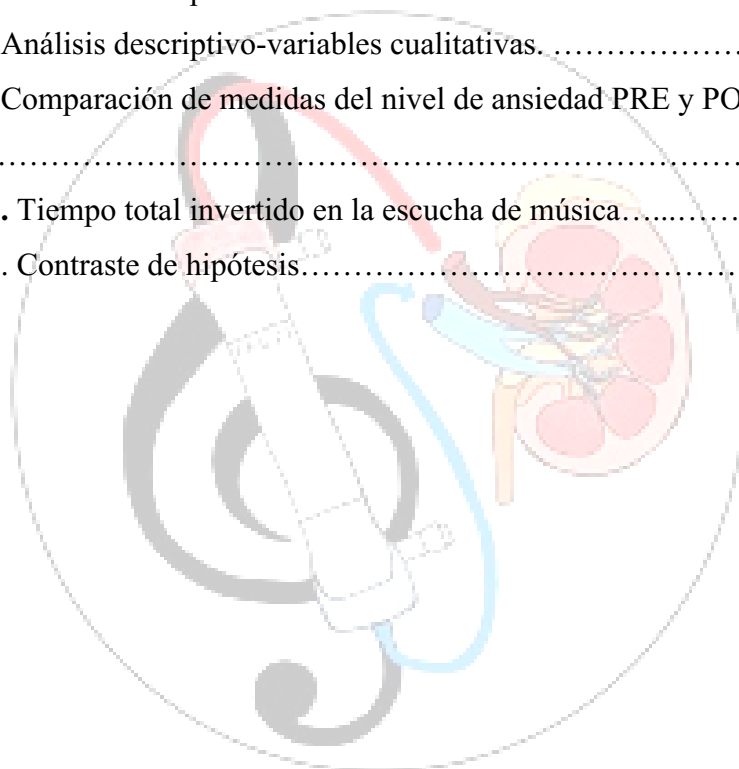 Análisis descriptivo-variables cualitativas. ………………
Comparación de medidas del nivel de ansiedad PRE y PO
……………………………………………………………………
. Tiempo total invertido en la escucha de música…...……
. Contraste de hipótesis……………………………………